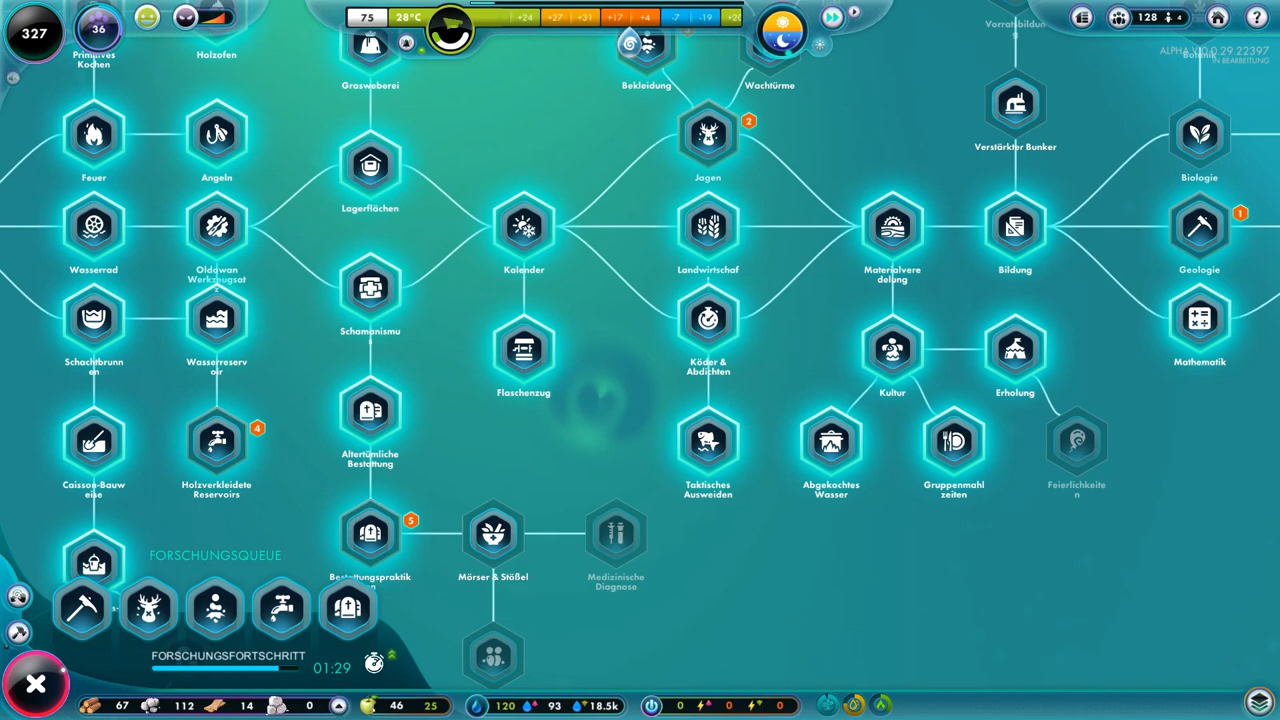 327
36
75
28°C
+24
+27
+31
+17
+4
-7
-19
+20
128
4
?
ALPHA V.0.0.29.22397
IN BEARBEITUNG
Primitives
Kochen
Holzofen
Grasweberei
Bekleidung
Wachtürme
Vorratsbildun
g
Botanik
Feuer
Angeln
Lagerflächen
2
Jagen
Verstärkter Bunker
Biologie
Wasserrad
Oldowan
Werkzeugsat
z
Kalender
Landwirtschaf
Materialvere
delung
Bildung
1
Geologie
Schachtbrunn
en
Wasserreserv
oir
Schamanismu
s
Flaschenzug
Köder &
Abdichten
Kultur
Erholung
Mathematik
Caisson-Bauw
eise
4
Holzverkleidete
Reservoirs
Altertümliche
Bestattung
Taktisches
Ausweiden
Abgekochtes
Wasser
Gruppenmahl
zeiten
Feierlichkeite
n
5
Bestattungspraktik
Mörser & Stößel
Medizinische
Diagnose
FORSCHUNGSQUEUE
FORSCHUNGSFORTSCHRITT
01:29
67
112
14
0
46
25
120
93
18.5k
0
0
0